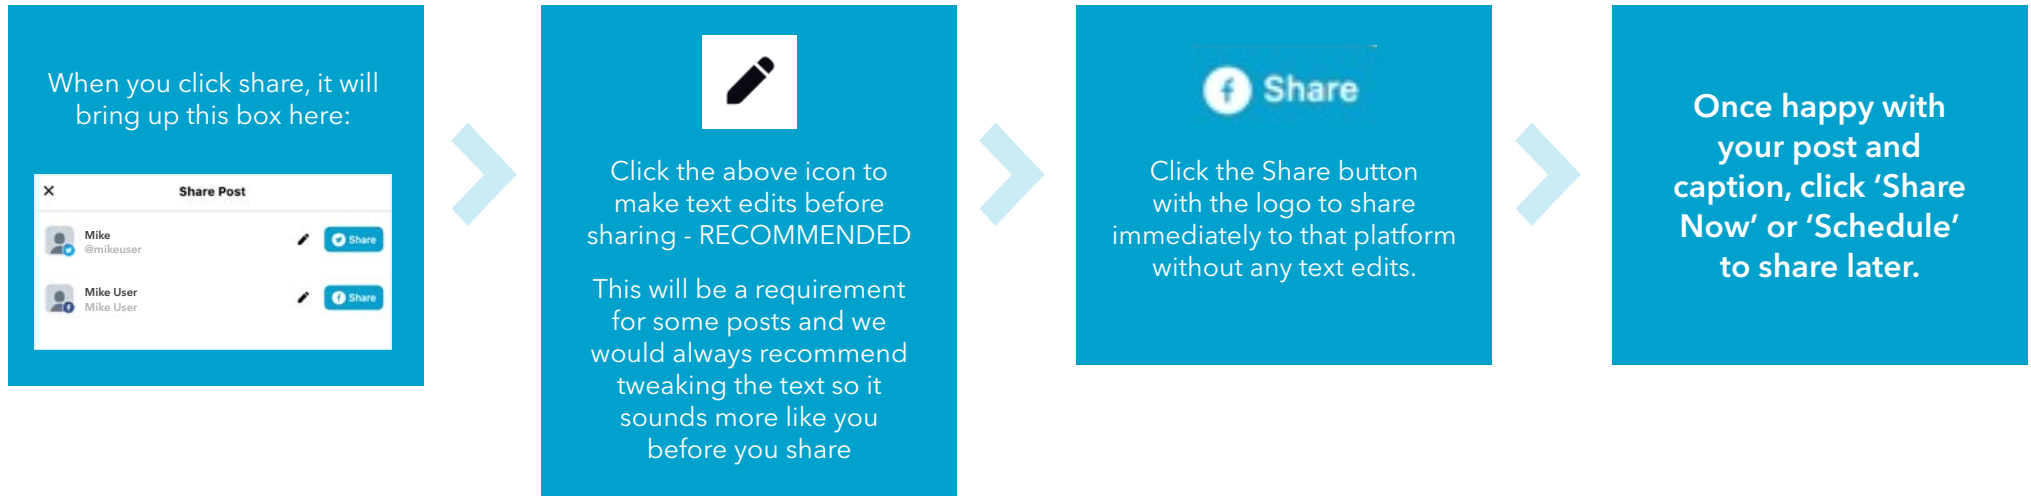 When you click share, it will
bring up this box here:
Share Post
Mike
@mikeuser
Share
Mike User
Mike User
Share
Click the above icon to
make text edits before
sharing - RECOMMENDED
This will be a requirement
for some posts and we
would always recommend
tweaking the text so it
sounds more like you
before you share
Share
Click the Share button
with the logo to share
immediately to that platform
without any text edits.
Once happy with
your post and
caption, click ‘Share
Now’ or ‘Schedule’
to share later.